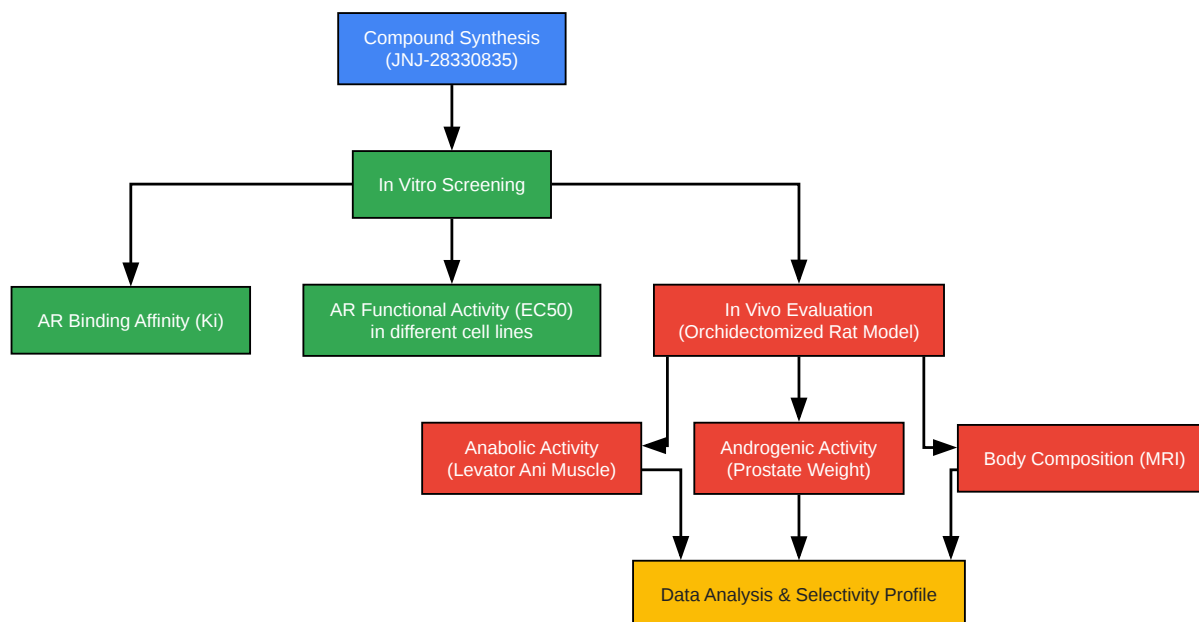 Compound Synthesis
(JNJ-28330835)
In Vitro Screening
AR Binding Affinity (Ki)
AR Functional Activity (EC50)
in different cell lines
In Vivo Evaluation
(Orchidectomized Rat Model)
Anabolic Activity
(Levator Ani Muscle)
Androgenic Activity
(Prostate Weight)
Body Composition (MRI)
Data Analysis & Selectivity Profile